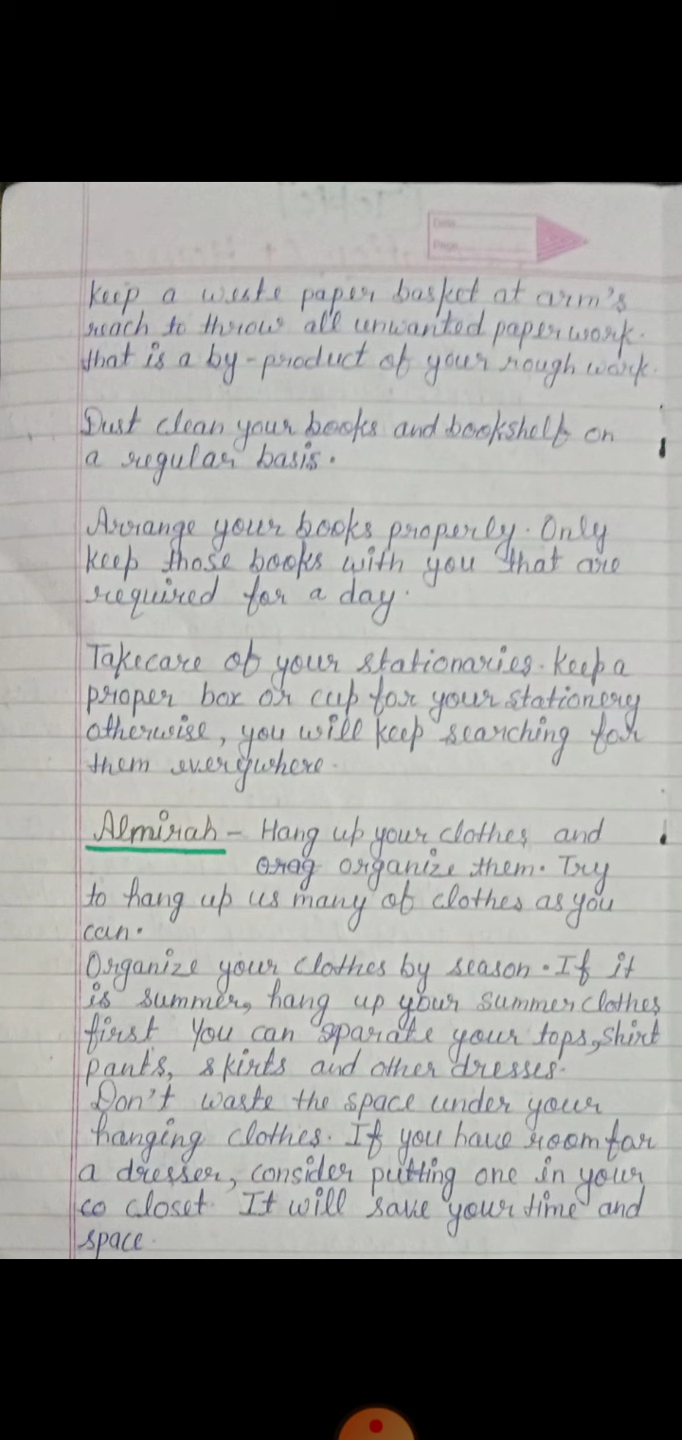 Date
Page
Keep a waste paper basket at arm's
reach to throw all unwanted paperwork.
that is a by-product of your rough work.
Dust clean your books and bookshelf on
a regular basis.
Arrange your books properly. Only
keep those books with you that are
required for a day.
Takecare of your stationaries. Keep a
proper box or cup for your stationery
otherwise, you will keep searching for
them everywhere.
Almirah - Hang up your clothes and
orag organize them. Try
to hang up us many of clothes as you
can.
Organize your clothes by season. If it
is summer, hang up your summer clothes
first You can sparate your tops, shirt
pants, skirts and other dresses.
Don't waste the space under your
hanging clothes. If you have room for
a dresser, consider putting one in your
co closet. It will save your time and
space.